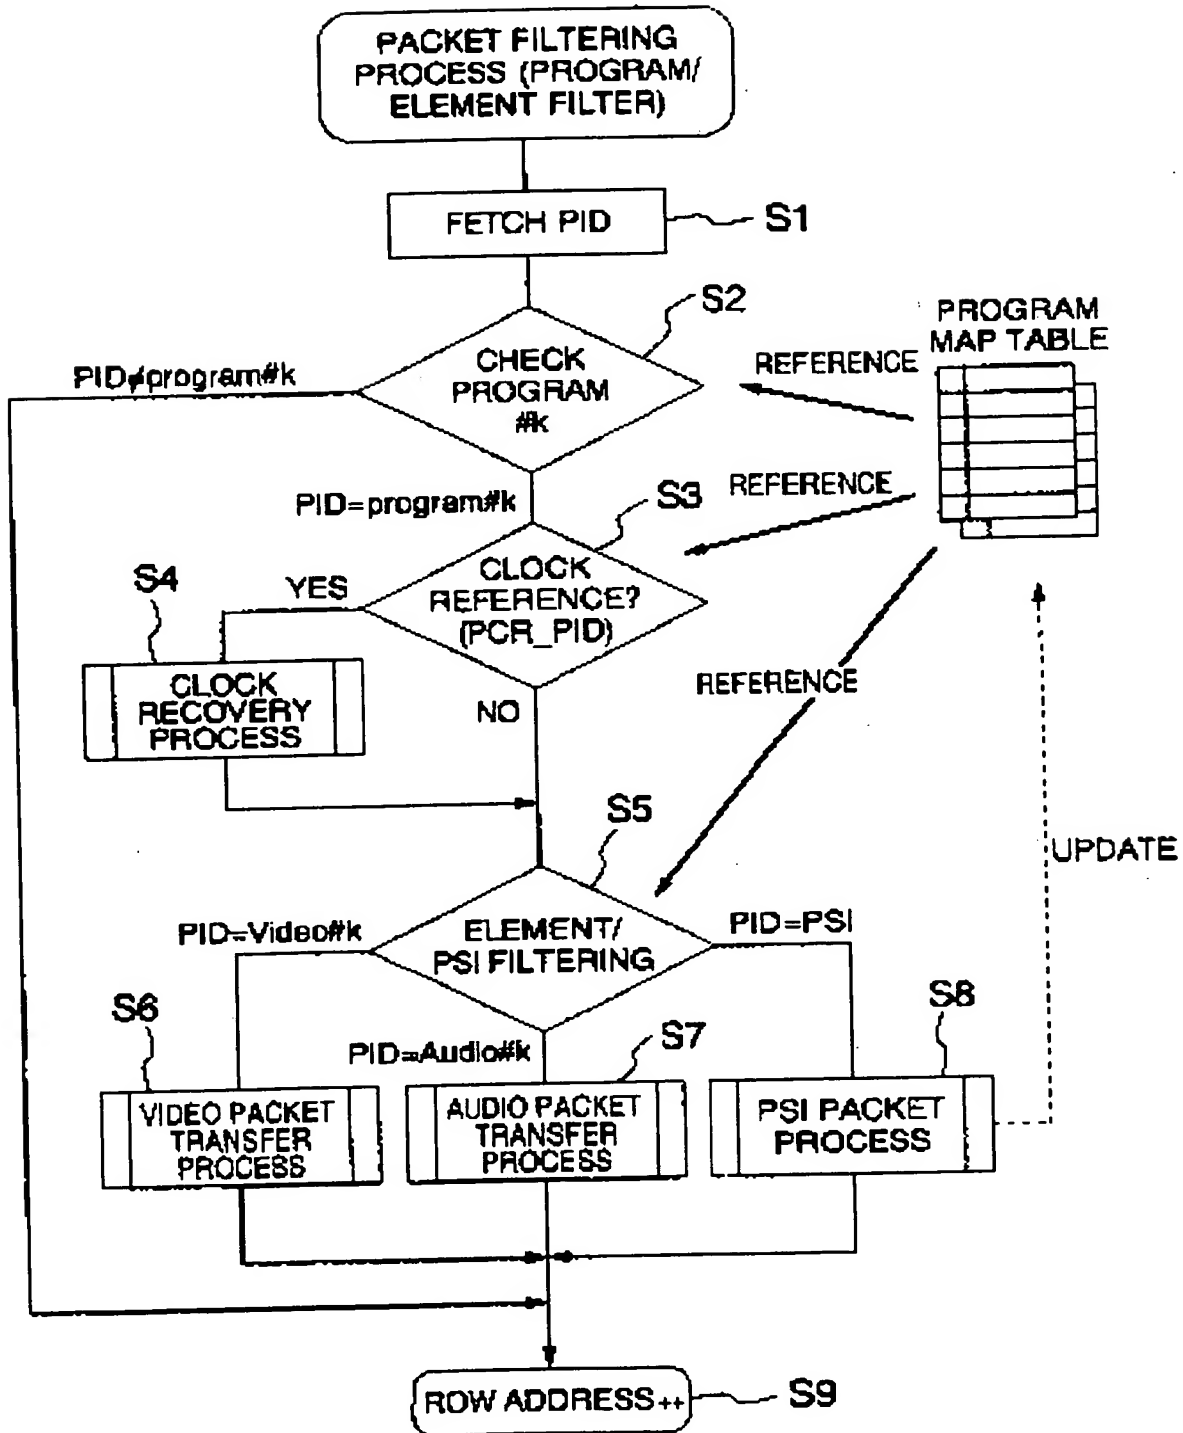 PACKET FILTERING
PROCESS (PROGRAM/
ELEMENT FILTER)
FETCH PID
S1
S2
CHECK
PROGRAM
#k
PID≠program#k
REFERENCE
PROGRAM
MAP TABLE
PID=program#k
S3
REFERENCE
CLOCK
REFERENCE?
(PCR_PID)
YES
S4
CLOCK
RECOVERY
PROCESS
NO
REFERENCE
S5
UPDATE
ELEMENT/
PSI FILTERING
PID=Video#k
PID=PSI
PID=Audio#k
S6
S7
S8
VIDEO PACKET
TRANSFER
PROCESS
AUDIO PACKET
TRANSFER
PROCESS
PSI PACKET
PROCESS
ROW ADDRESS++
S9